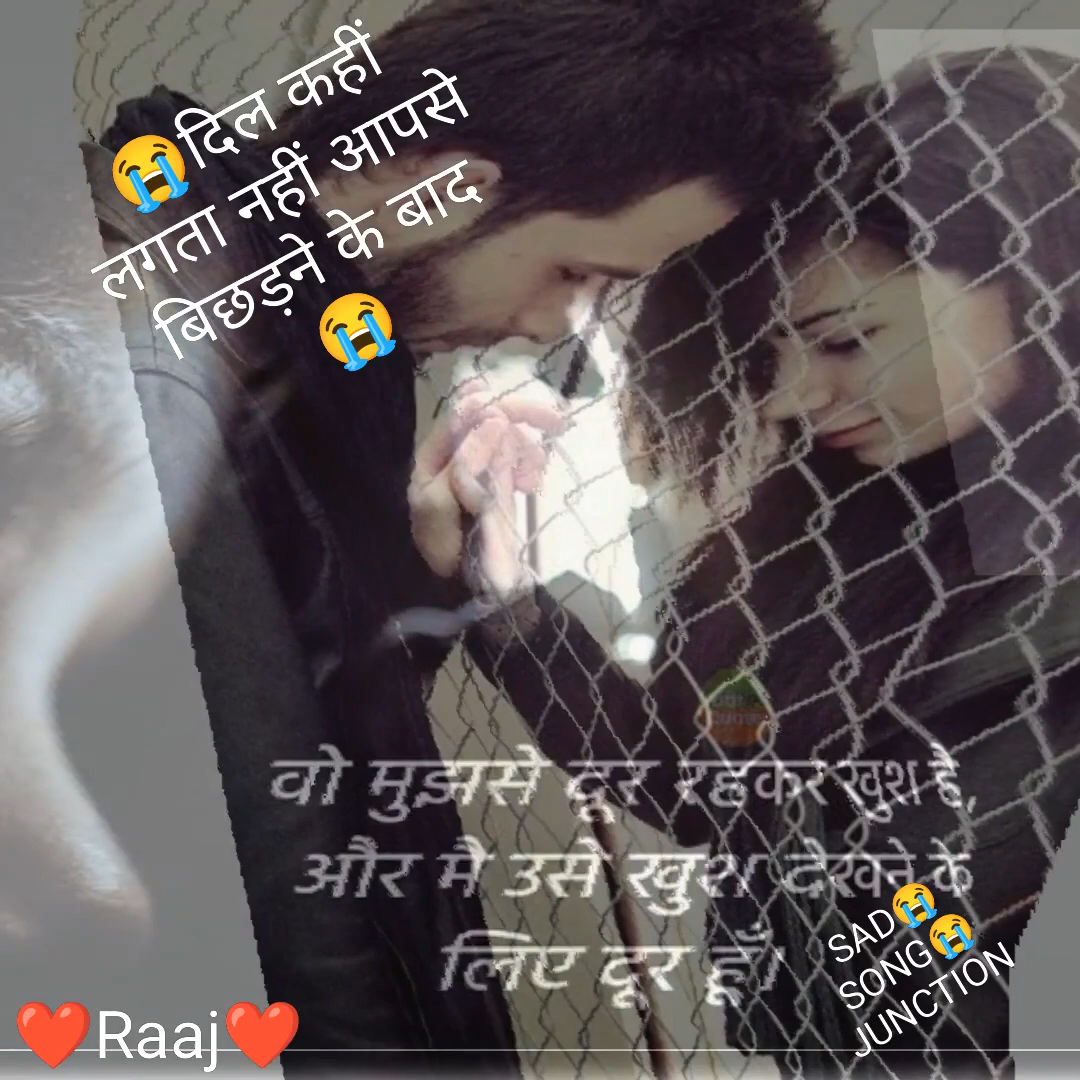 😭दिल कहीं
लगता नहीं आपसे
बिछड़ने के बाद
😭
वो मुझसे दूर रहकर खुश है,
और मै उसे खुश देखने के
लिए दूर हूँ।
SAD😭
SONG😭
JUNCTION
❤️Raaj❤️